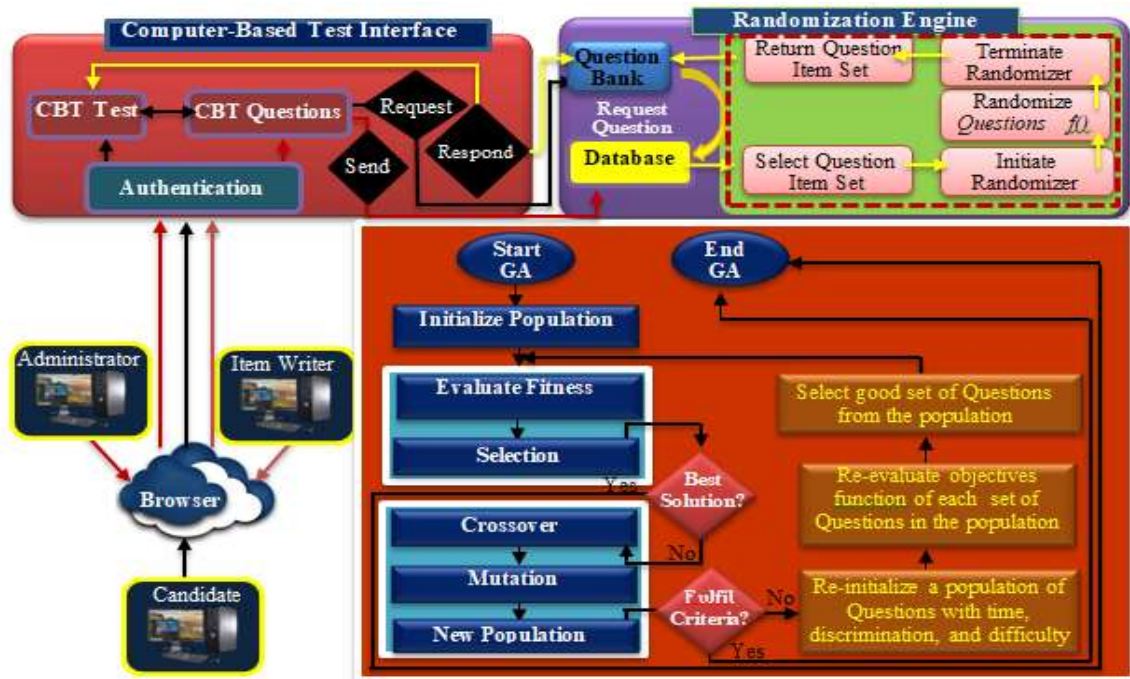 Computer-Based Test Interface
CBT Test
CBT Questions
Request
Respond
Send
Authentication
Randomization Engine
Question
Bank
Request
Question
Database
Return Question
Item Set
Terminate
Randomizer
Randomize
Questions
Select Question
Item Set
Initiate
Randomizer
Administrator
Item Writer
Browser
Candidate
Start
GA
End
GA
Initialize Population
Evaluate Fitness
Selection
Best
Solution?
Yes
No
Crossover
Mutation
New Population
Fulfil
Criteria?
No
Yes
Select good set of Questions
from the population
Re-evaluate objectives
function of each set of
Questions in the population
Re-initialize a population of
Questions with time,
discrimination, and difficulty